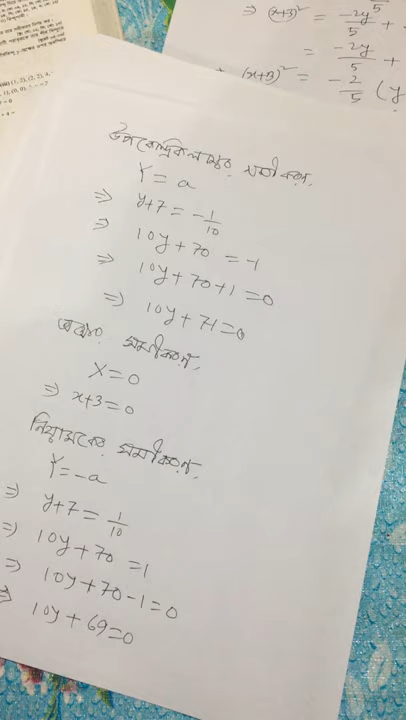 ⇒ (x+3)² = -2y/5 +
= -2y/5 +
(x+3)² = -2/5 (y
উপকেন্দ্রিক লম্বের সমীকরণ,
Y = a
⇒ y+7 = -1/10
⇒ 10y + 70 = -1
⇒ 10y + 70 + 1 = 0
⇒ 10y + 71 = 0
অক্ষের সমীকরণ,
X = 0
⇒ x+3 = 0
নিয়ামকের সমীকরণ,
Y = -a
⇒ y+7 = 1/10
⇒ 10y + 70 = 1
⇒ 10y + 70 - 1 = 0
⇒ 10y + 69 = 0